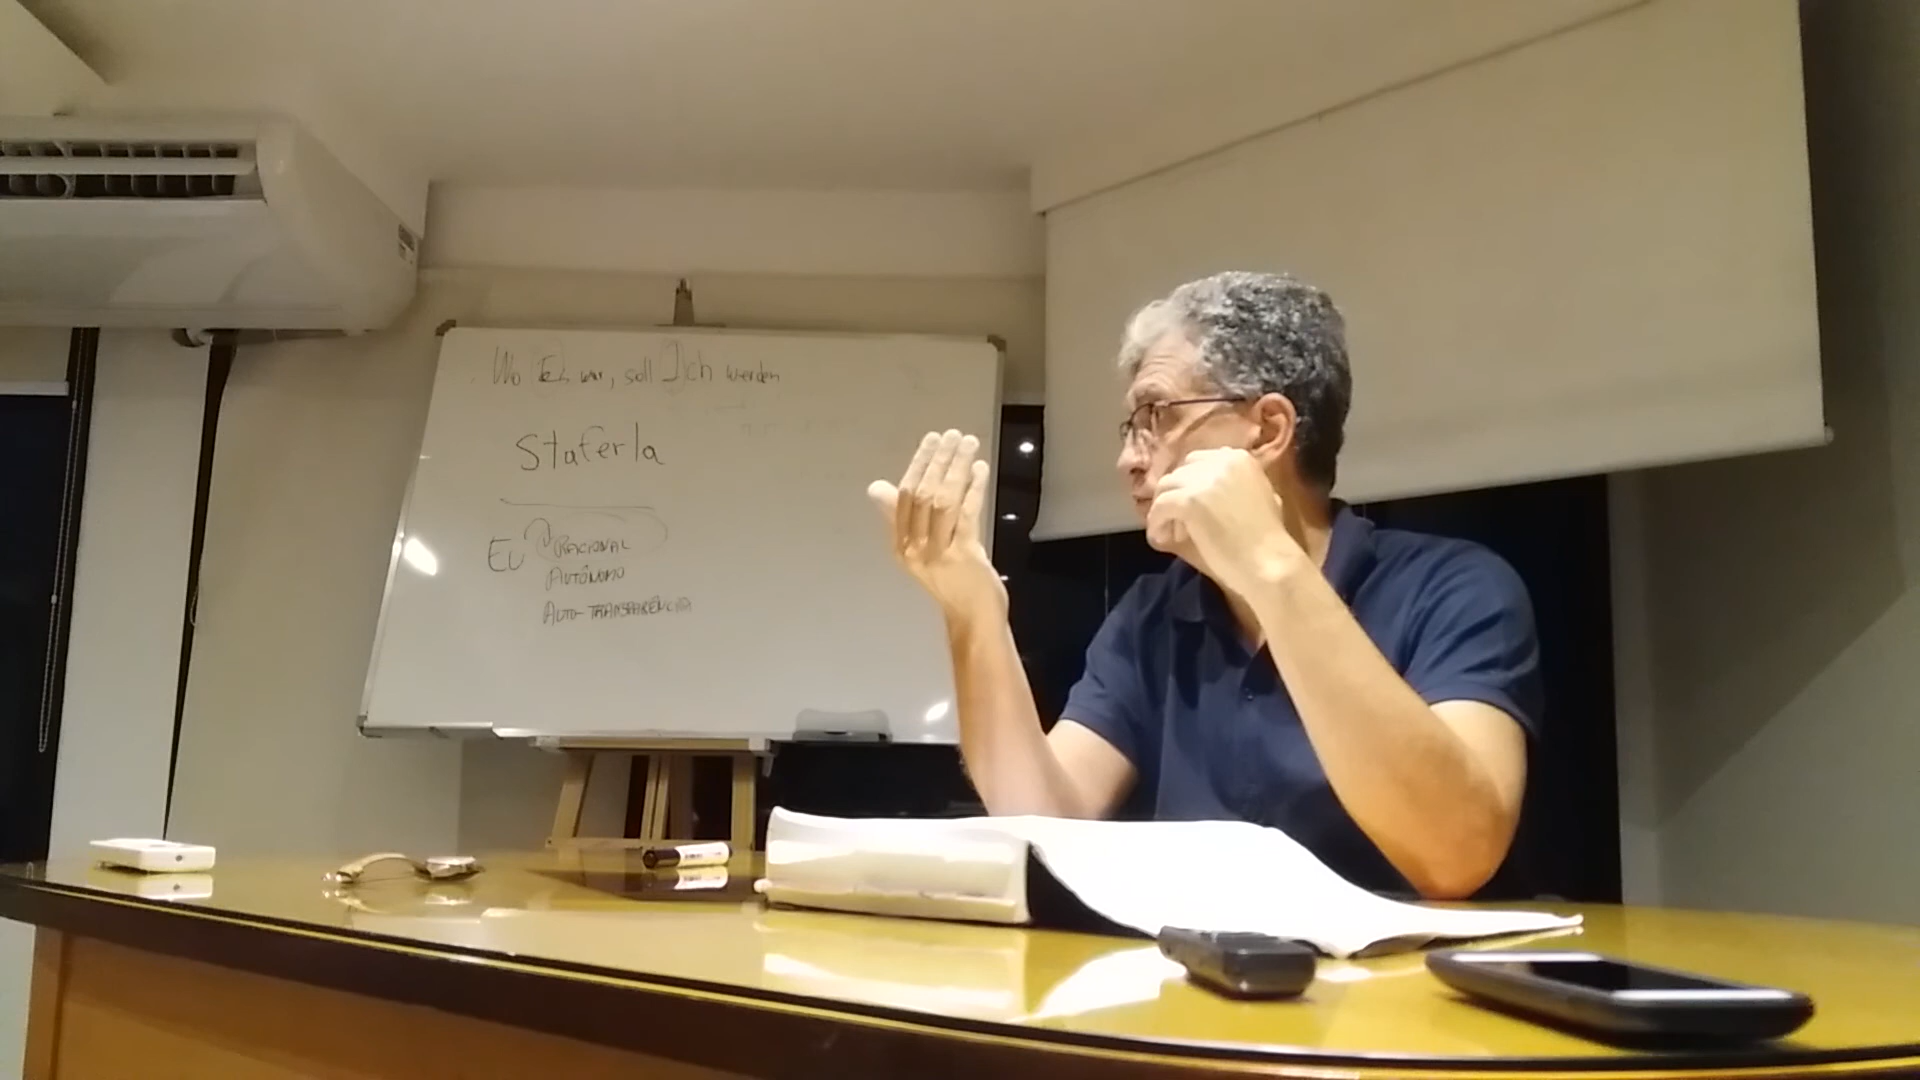 Wo Es war, soll Ich werden
Staferla
Eu RACIONAL
AUTÔNOMO
AUTO-TRANSPARÊNCIA